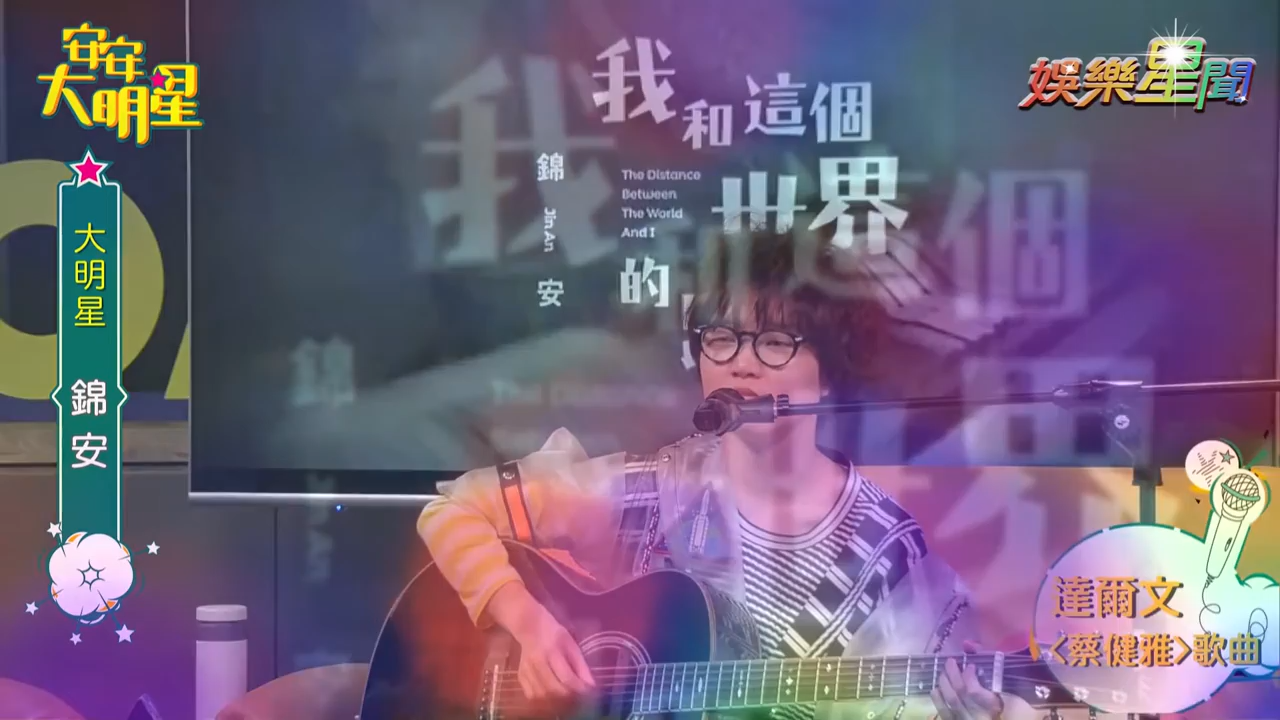 安安
大明星
娛樂星聞
大明星
錦安
我和這個
世界
的
錦
JinAn
安
The Distance
Between
The World
And I
達爾文
<蔡健雅>歌曲